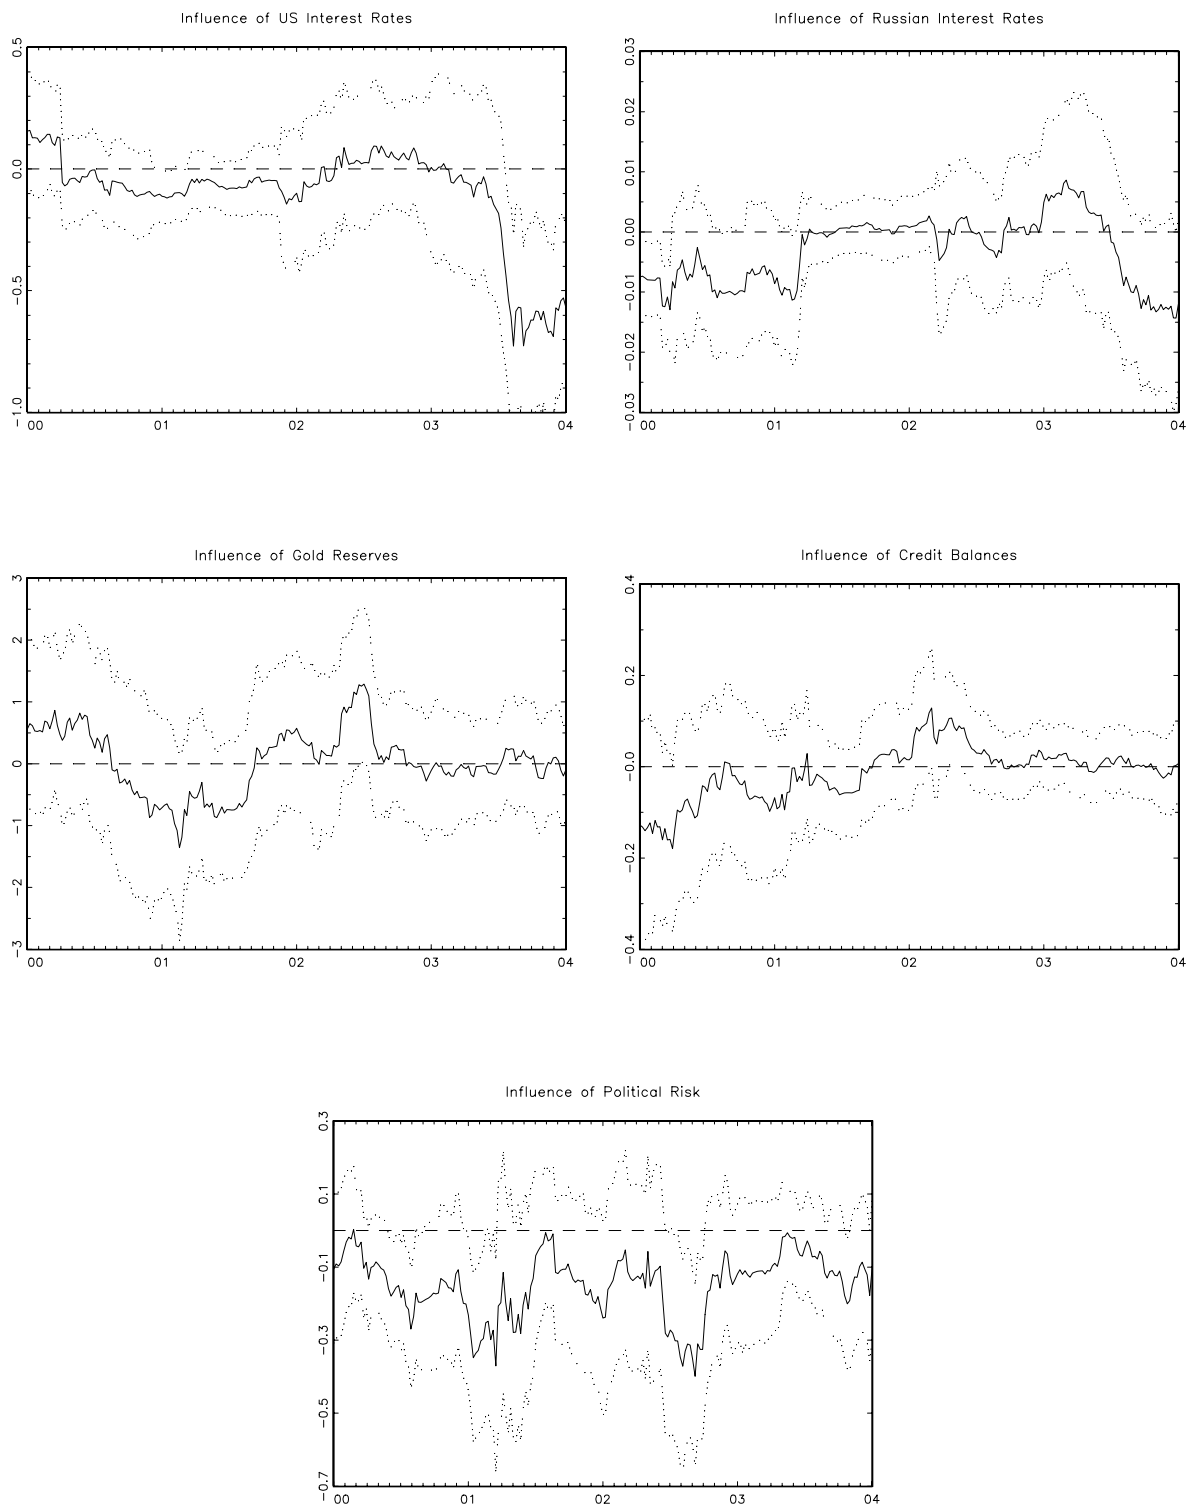 Influence of US Interest Rates
0.5
0.0
−0.5
−1.0
00 01 02 03 04
Influence of Russian Interest Rates
0.03
0.02
0.01
0.00
−0.01
−0.02
−0.03
00 01 02 03 04
Influence of Gold Reserves
3
2
1
0
−1
−2
−3
00 01 02 03 04
Influence of Credit Balances
0.4
0.2
−0.0
−0.2
−0.4
00 01 02 03 04
Influence of Political Risk
0.3
0.1
−0.1
−0.3
−0.5
−0.7
00 01 02 03 04